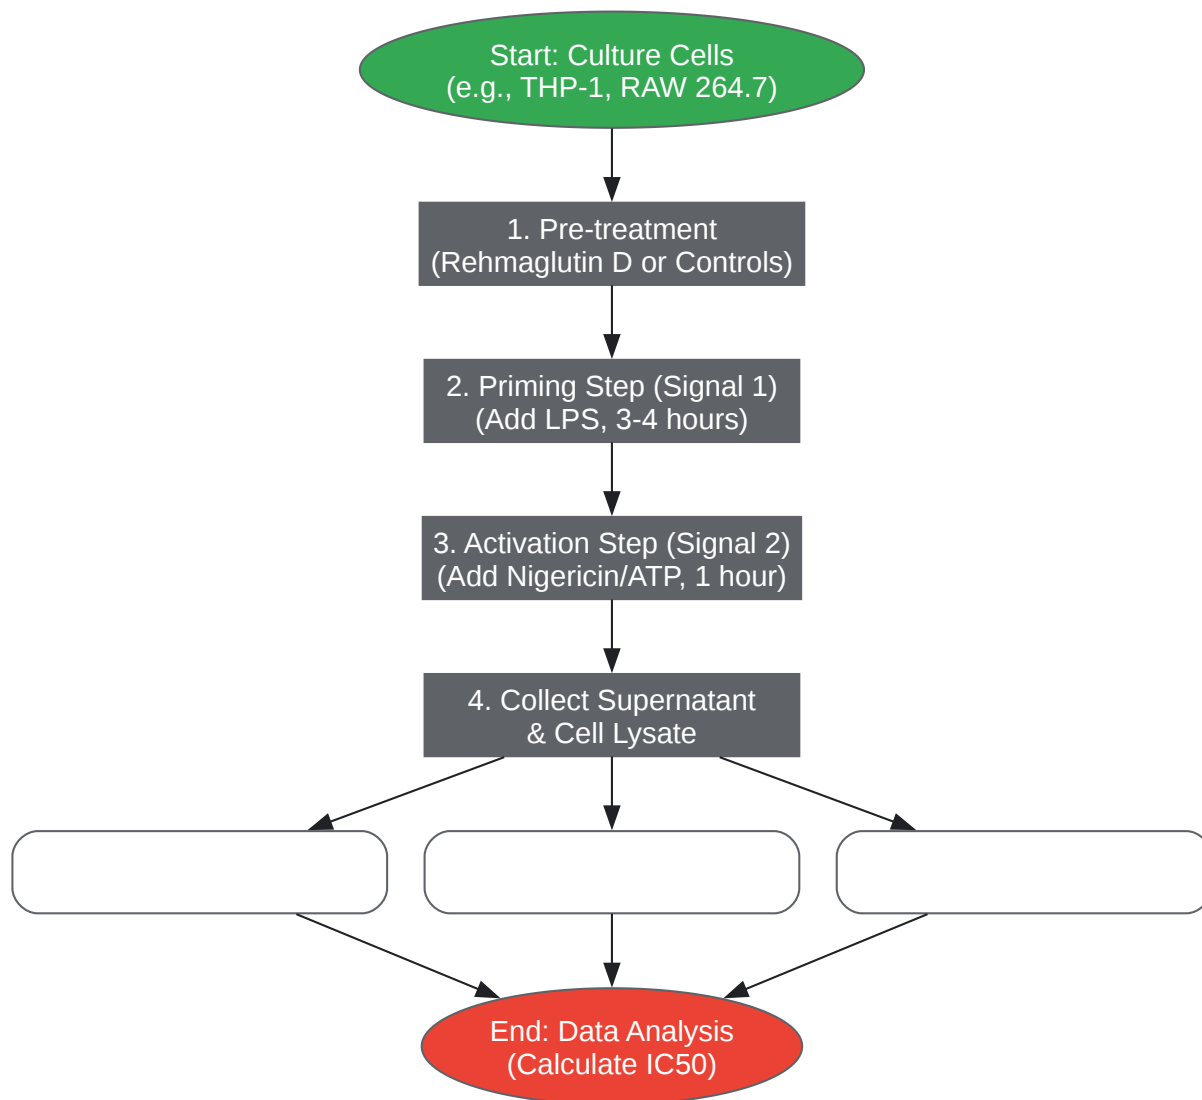 Start: Culture Cells
(e.g., THP-1, RAW 264.7)
1. Pre-treatment
(Rehmaglutin D or Controls)
2. Priming Step (Signal 1)
(Add LPS, 3-4 hours)
3. Activation Step (Signal 2)
(Add Nigericin/ATP, 1 hour)
4. Collect Supernatant
& Cell Lysate
End: Data Analysis
(Calculate IC50)